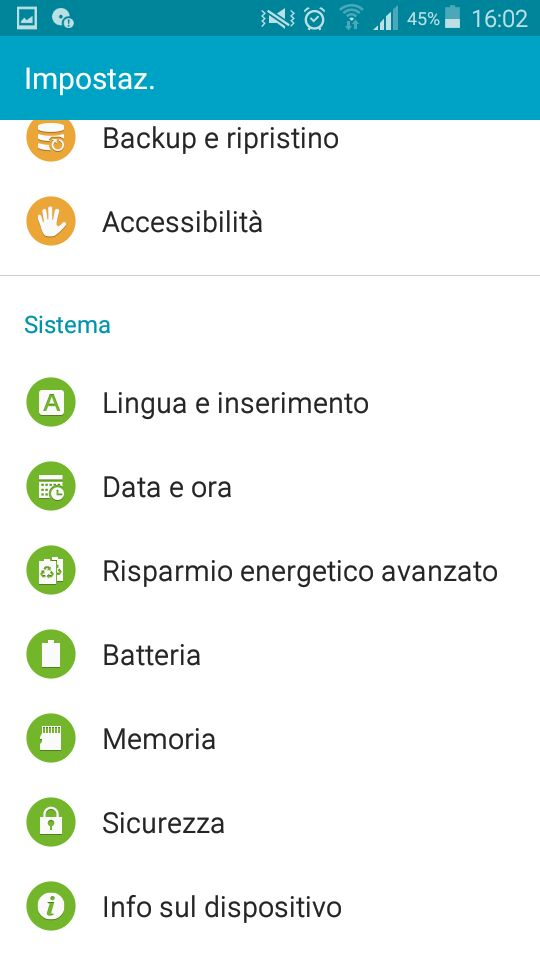 45% 16:02
Impostaz.
Backup e ripristino
Accessibilità
Sistema
Lingua e inserimento
Data e ora
Risparmio energetico avanzato
Batteria
Memoria
Sicurezza
Info sul dispositivo